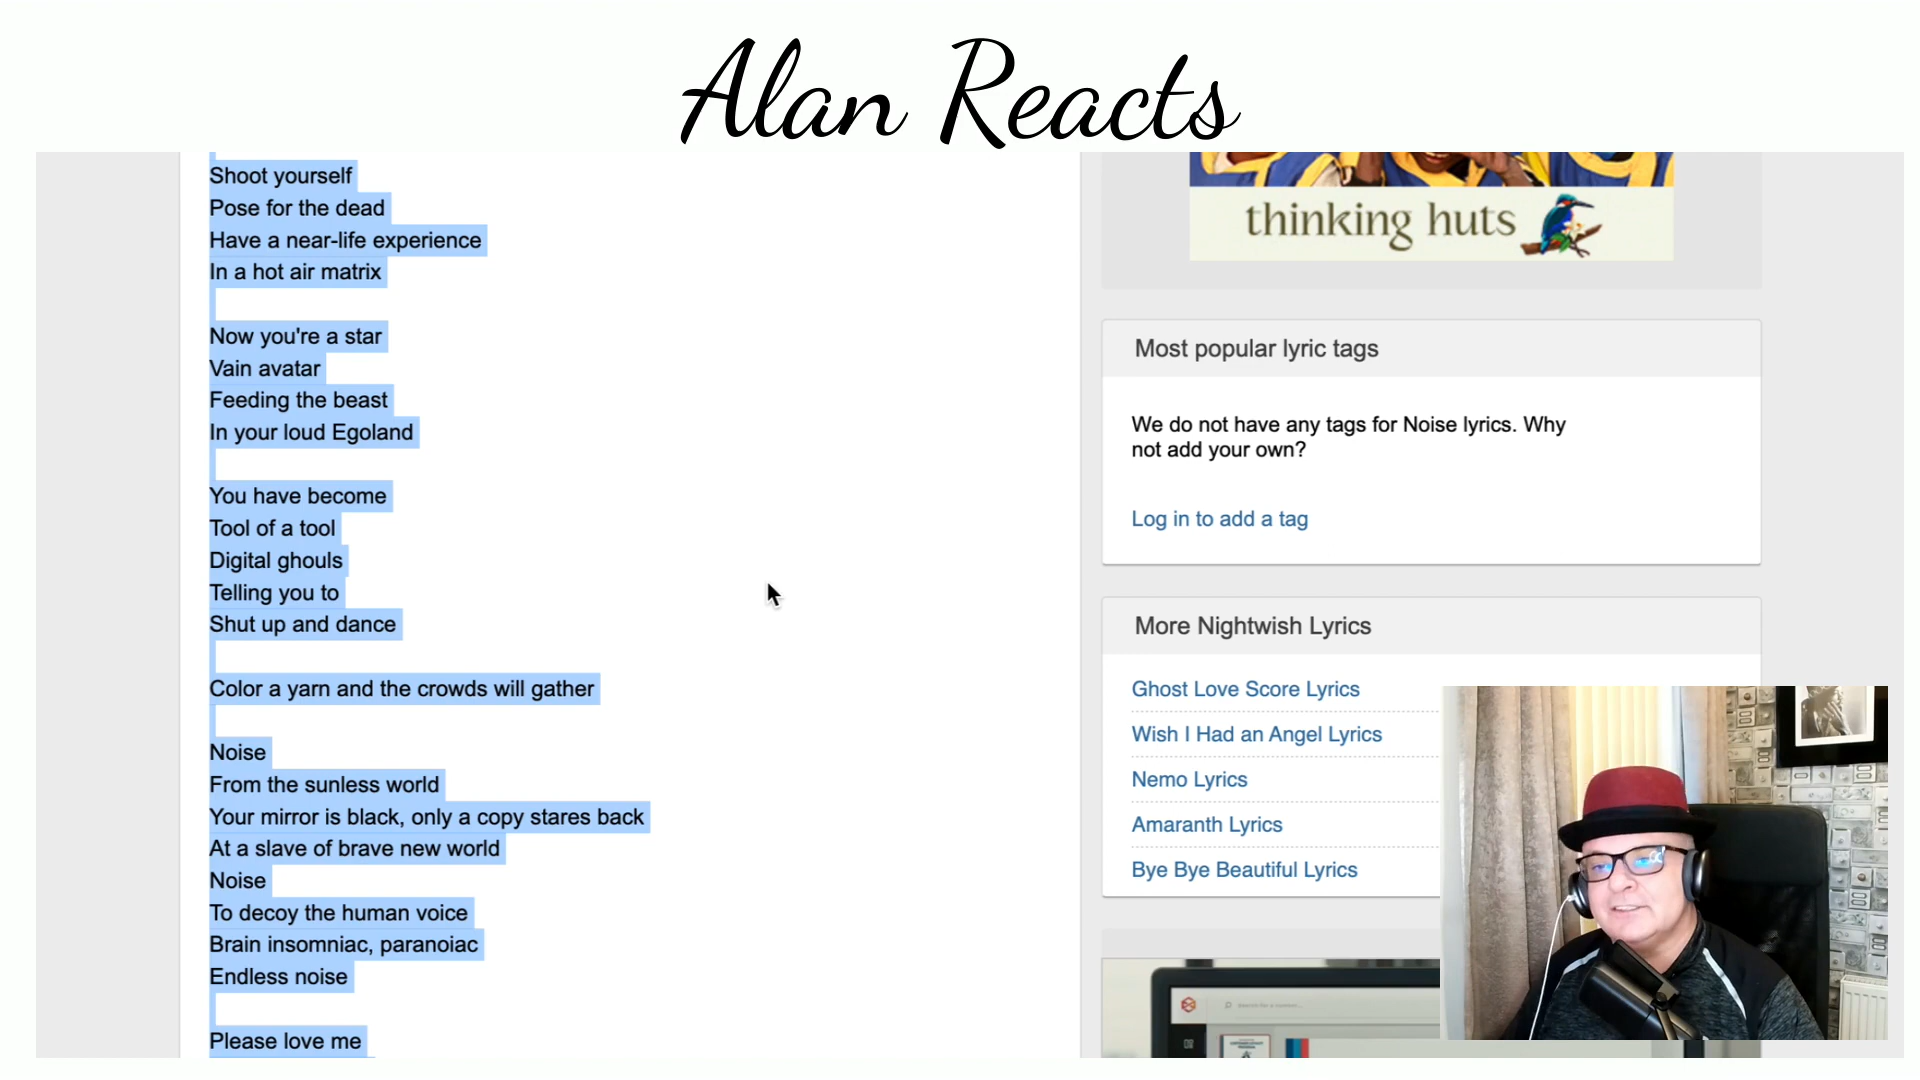 Alan Reacts
Shoot yourself
Pose for the dead
Have a near-life experience
In a hot air matrix
Now you're a star
Vain avatar
Feeding the beast
In your loud Egoland
You have become
Tool of a tool
Digital ghouls
Telling you to
Shut up and dance
Color a yarn and the crowds will gather
Noise
From the sunless world
Your mirror is black, only a copy stares back
At a slave of brave new world
Noise
To decoy the human voice
Brain insomniac, paranoiac
Endless noise
Please love me
thinking huts
Most popular lyric tags
We do not have any tags for Noise lyrics. Why
not add your own?
Log in to add a tag
More Nightwish Lyrics
Ghost Love Score Lyrics
Wish I Had an Angel Lyrics
Nemo Lyrics
Amaranth Lyrics
Bye Bye Beautiful Lyrics